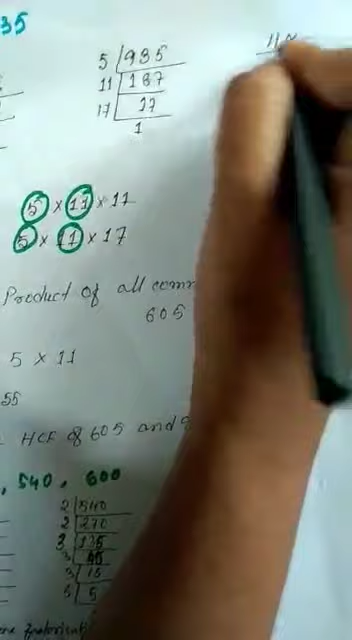 35
5 | 935
11 | 187
17 | 17
1
5 × 11 × 11
5 × 11 × 17
Product of all
605
5 × 11
55
HCF of 605 and
, 540, 600
2 | 540
2 | 270
3 | 135
3 | 45
3 | 15
5 | 5